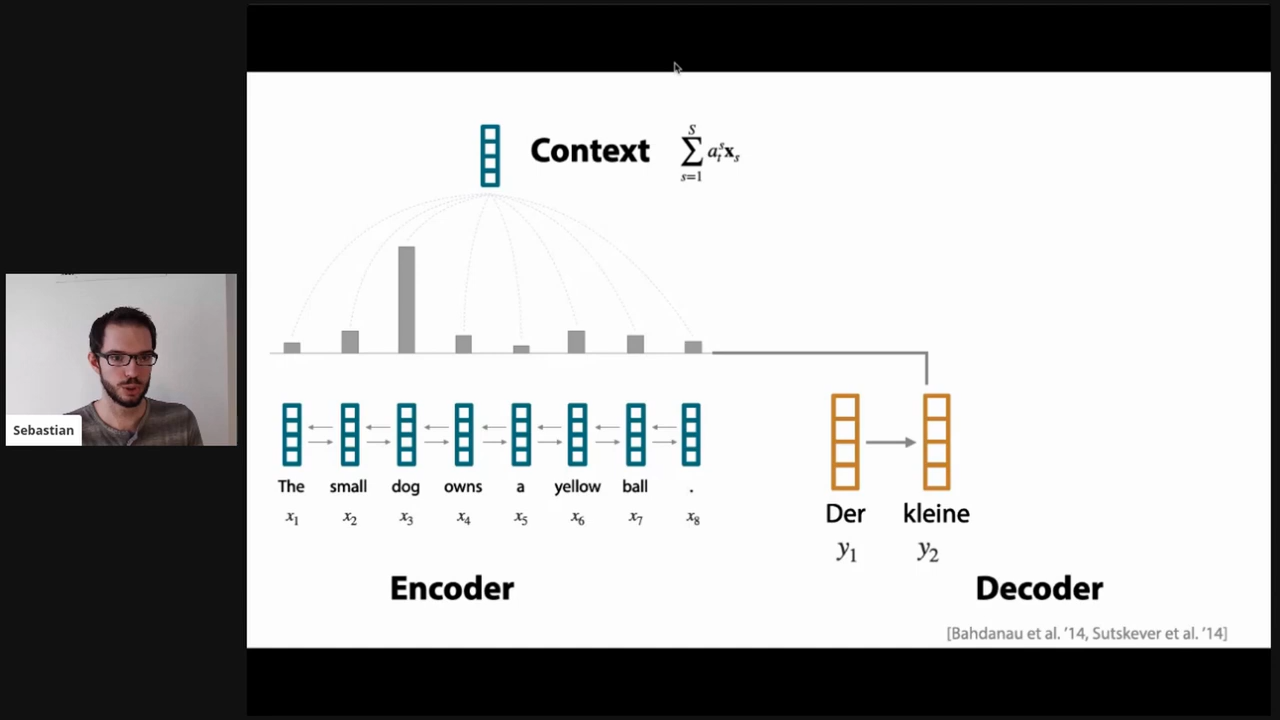 Context ∑_{s=1}^{S} a_t^s x_s
The small dog owns a yellow ball .
x₁ x₂ x₃ x₄ x₅ x₆ x₇ x₈
Der kleine
y₁ y₂
Encoder
Decoder
[Bahdanau et al. '14, Sutskever et al. '14]
Sebastian